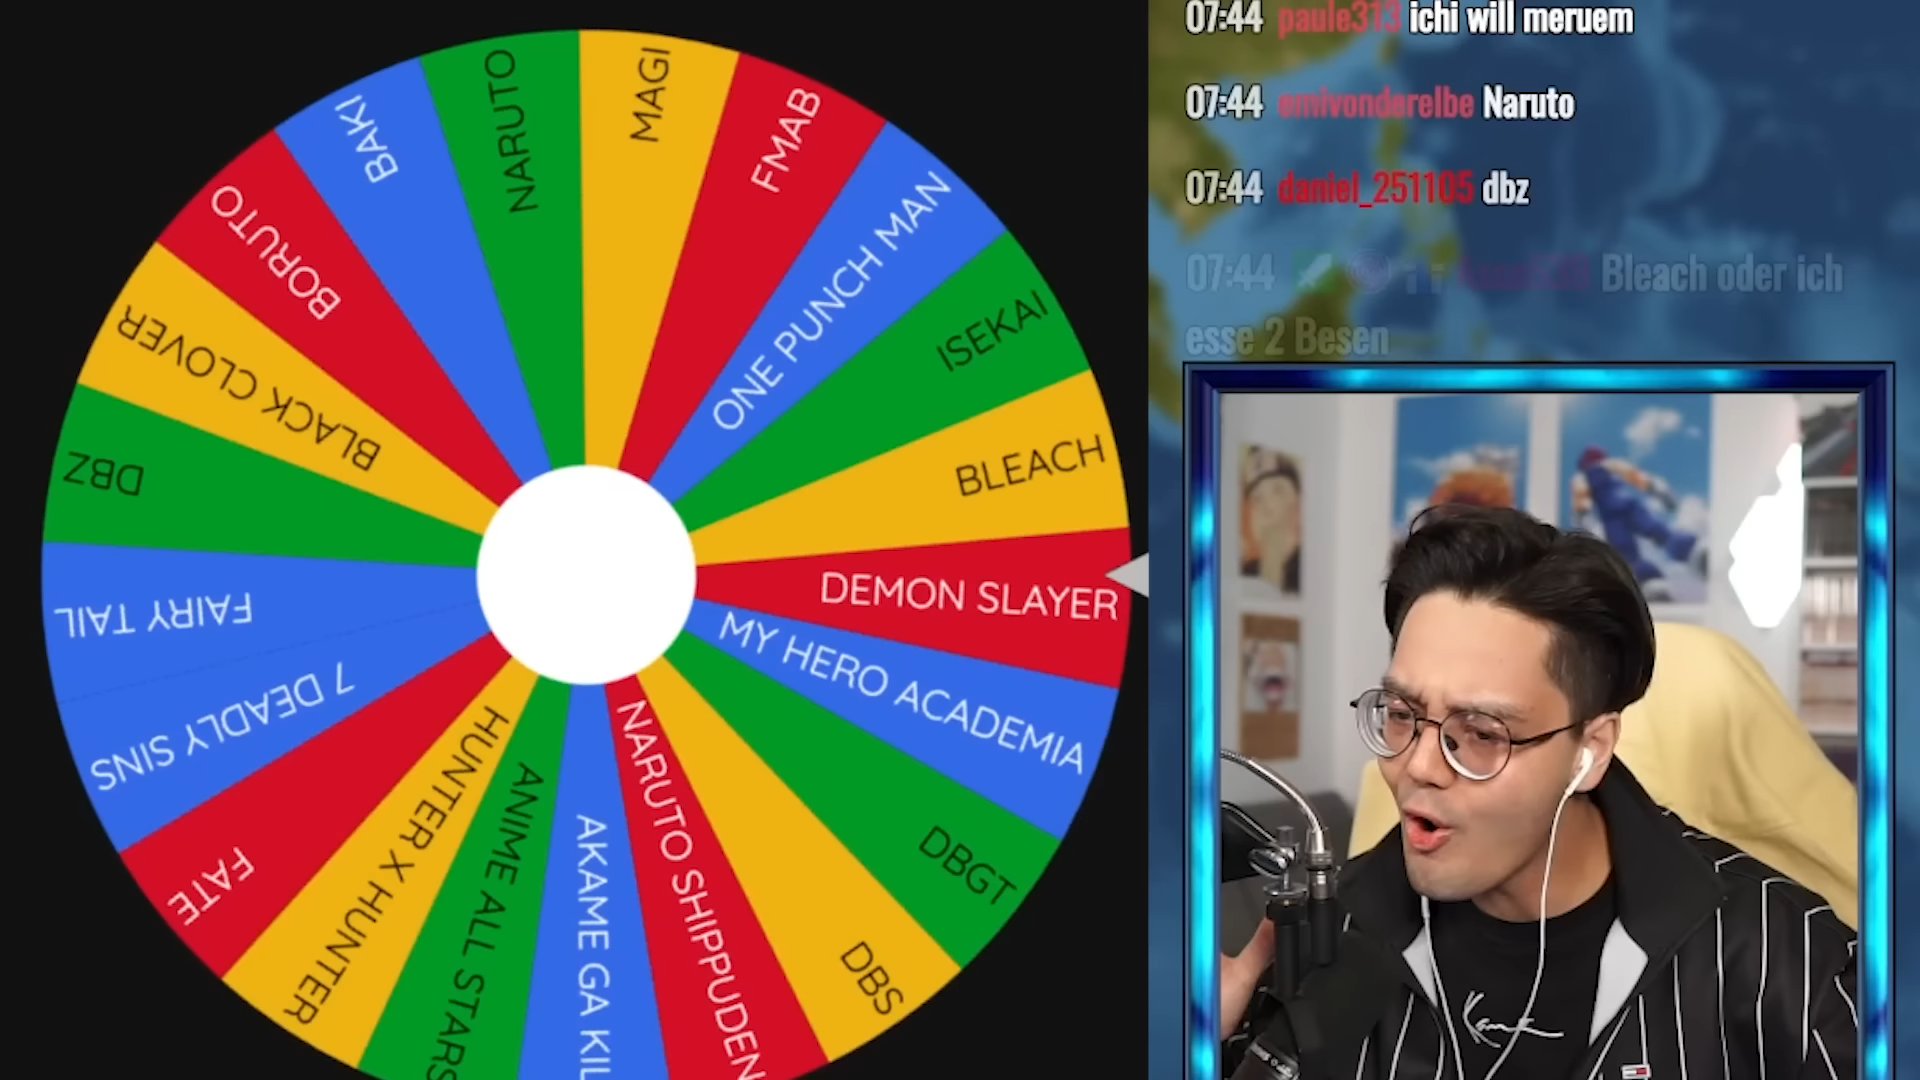 NARUTO
MAGI
FMAB
ONE PUNCH MAN
ISEKAI
BLEACH
DEMON SLAYER
MY HERO ACADEMIA
DBGT
DBS
NARUTO SHIPPUDEN
AKAME GA KIL
ANIME ALL STARS
HUNTER X HUNTER
FATE
7 DEADLY SINS
FAIRY TAIL
DBZ
BLACK CLOVER
BORUTO
BAKI
07:44 paule313 ichi will meruem
07:44 emivonderelbe Naruto
07:44 daniel_251105 dbz
07:44 Bleach oder ich
esse 2 Besen